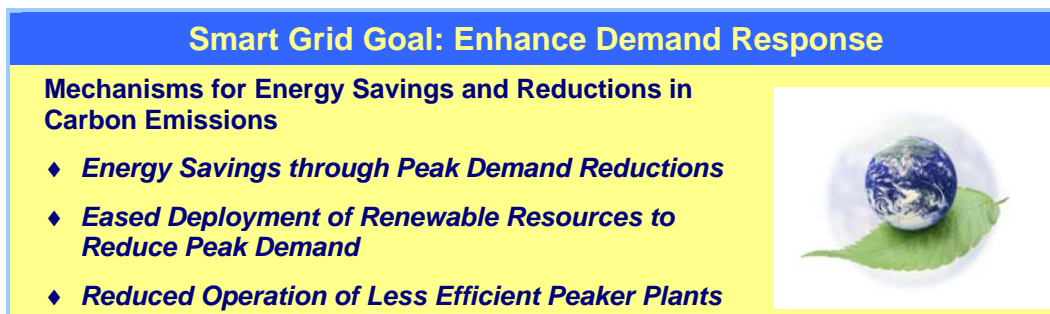 Smart Grid Goal: Enhance Demand Response
Mechanisms for Energy Savings and Reductions in
Carbon Emissions
♦ Energy Savings through Peak Demand Reductions
♦ Eased Deployment of Renewable Resources to
Reduce Peak Demand
♦ Reduced Operation of Less Efficient Peaker Plants